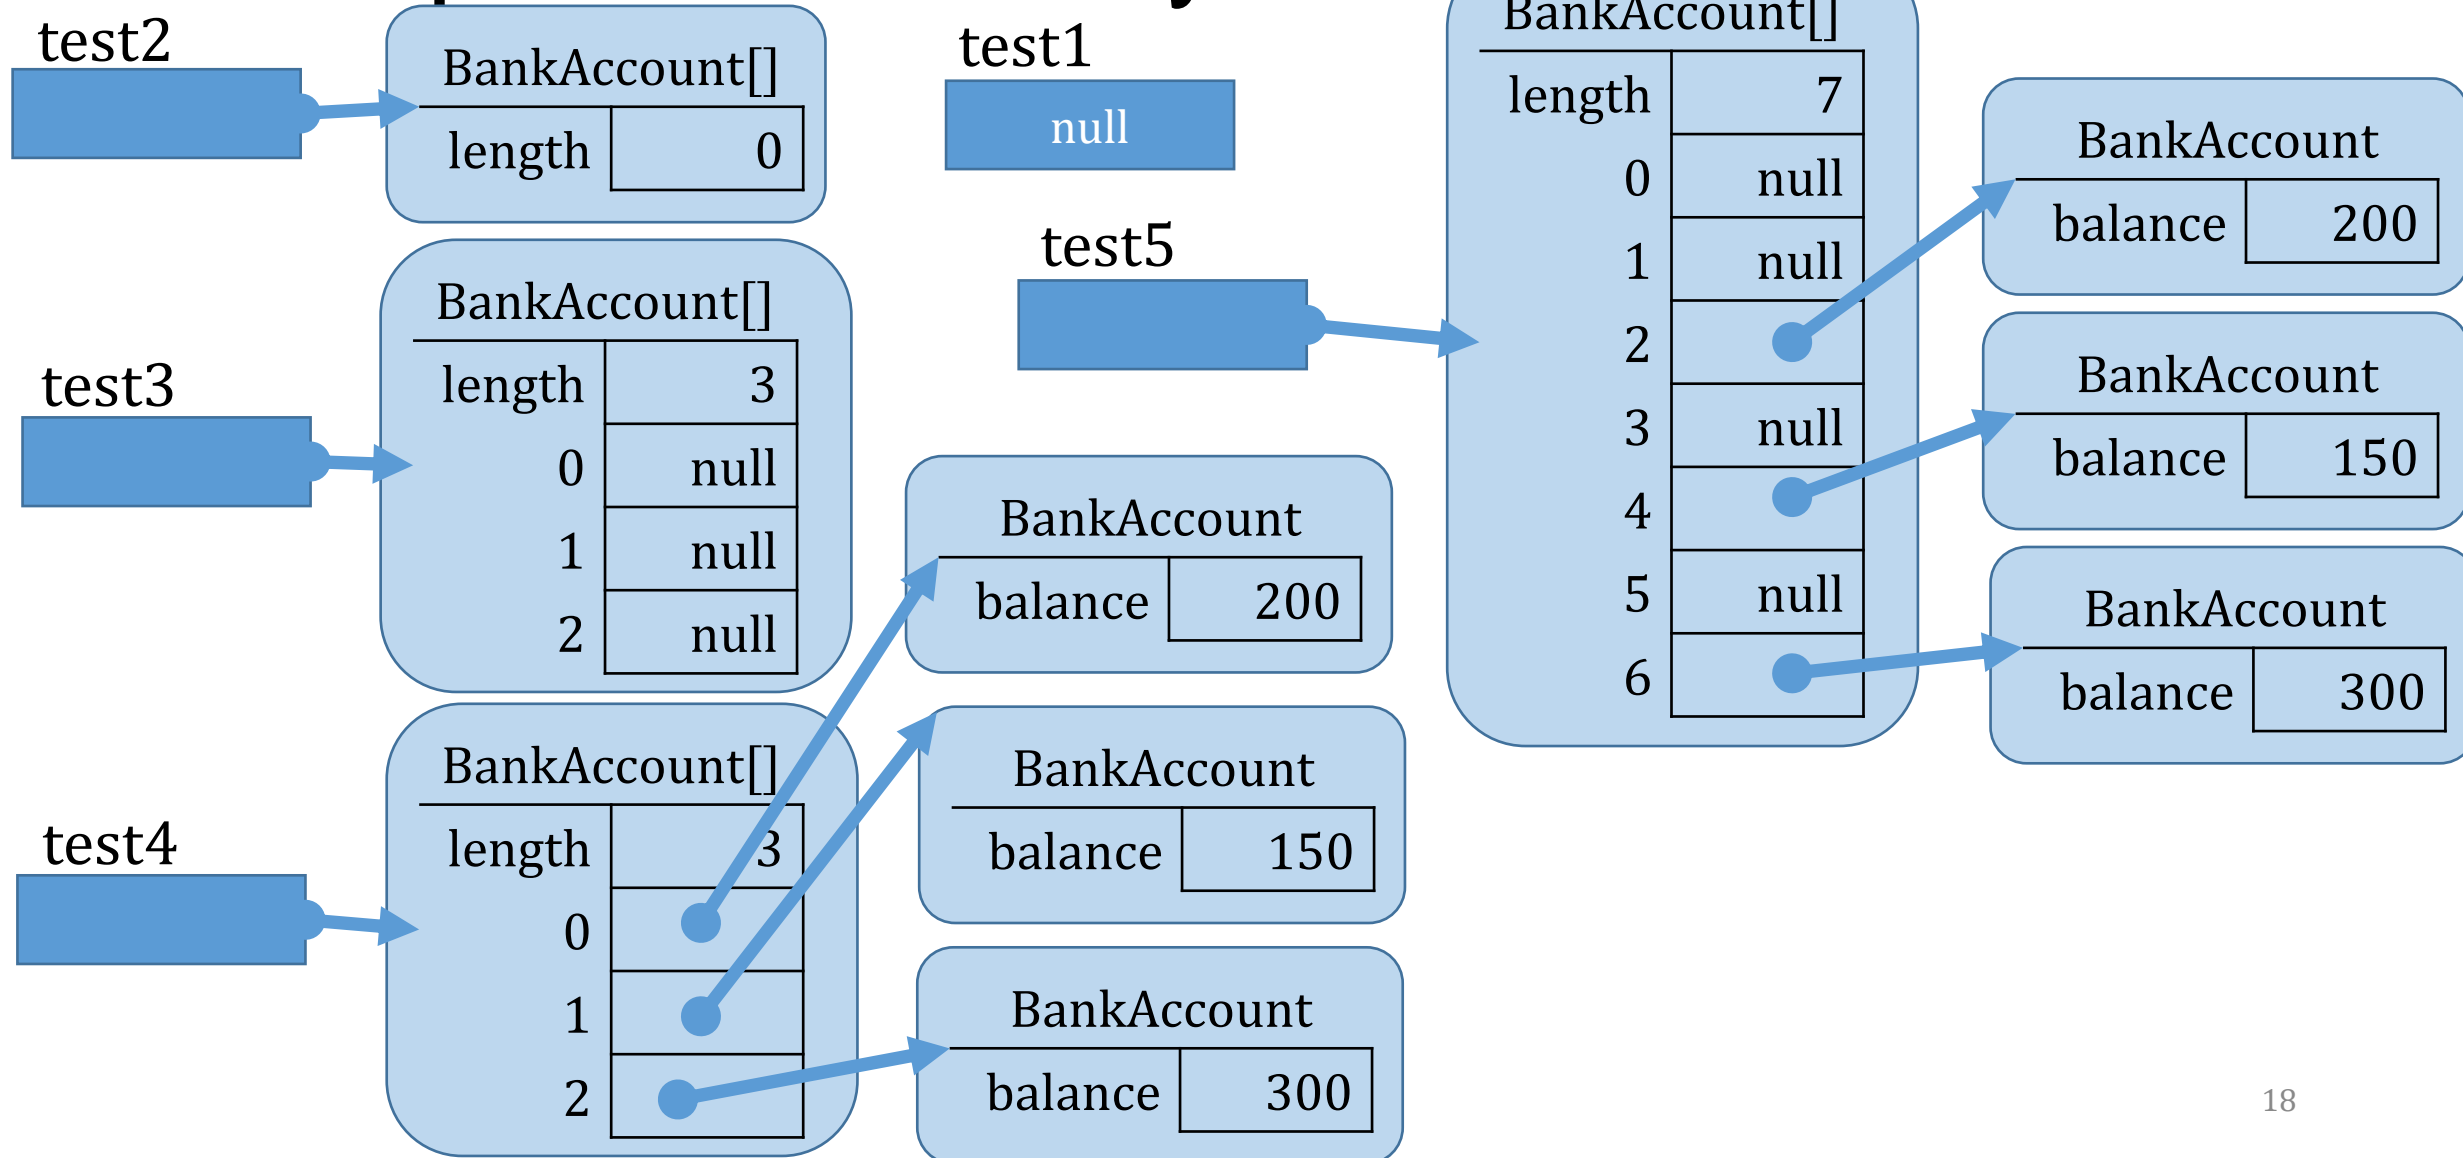 test2
BankAccount[]
length 0
test1
null
test3
BankAccount[]
length 3
0 null
1 null
2 null
test5
BankAccount[]
length 7
0 null
1 null
2
3 null
4
5 null
6
BankAccount
balance 200
BankAccount
balance 150
BankAccount
balance 300
test4
BankAccount[]
length 3
0
1
2
BankAccount
balance 200
BankAccount
balance 150
BankAccount
balance 300
18